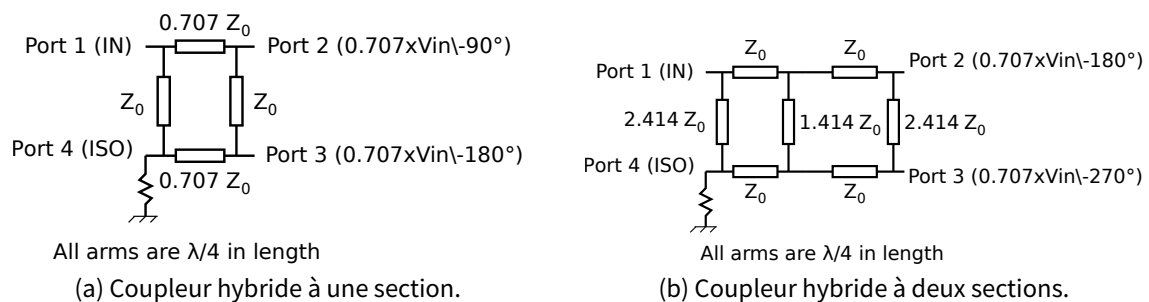 0.707 Z0
Port 1 (IN)
Port 2 (0.707xVin\-90°)
Z0
Z0
Port 4 (ISO)
Port 3 (0.707xVin\-180°)
0.707 Z0
All arms are λ/4 in length
(a) Coupleur hybride à une section.
Z0
Z0
Port 1 (IN)
Port 2 (0.707xVin\-180°)
2.414 Z0
1.414 Z0
2.414 Z0
Port 4 (ISO)
Port 3 (0.707xVin\-270°)
Z0
Z0
All arms are λ/4 in length
(b) Coupleur hybride à deux sections.